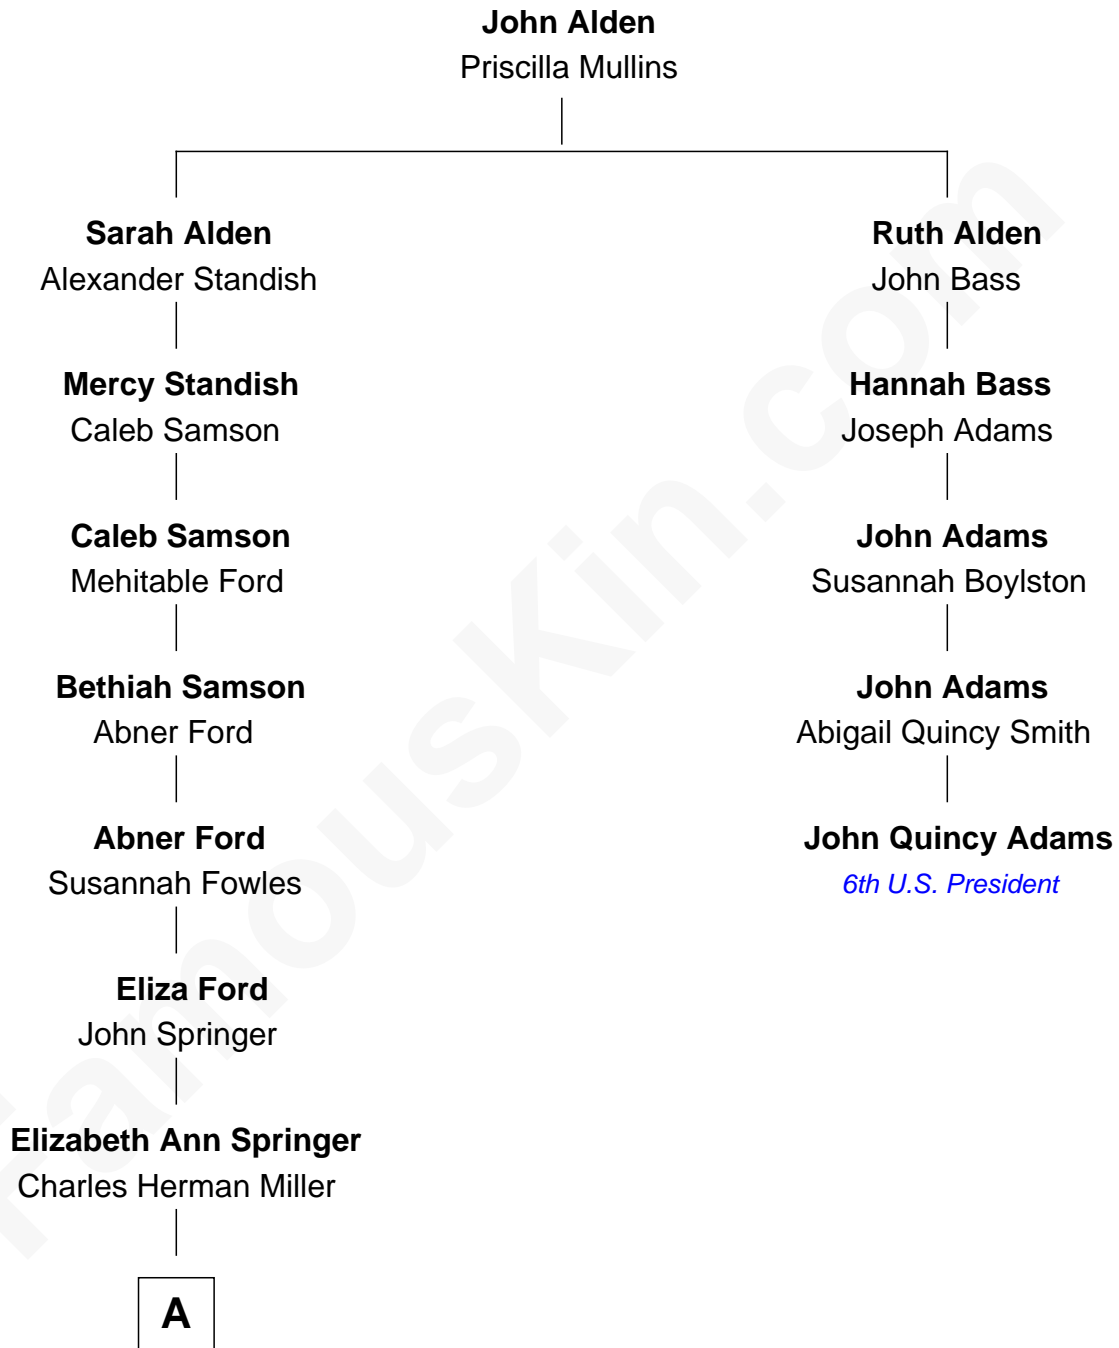 John Alden
Priscilla Mullins
Sarah Alden
Alexander Standish
Mercy Standish
Caleb Samson
Caleb Samson
Mehitable Ford
Bethiah Samson
Abner Ford
Abner Ford
Susannah Fowles
Eliza Ford
John Springer
Elizabeth Ann Springer
Charles Herman Miller
A
Ruth Alden
John Bass
Hannah Bass
Joseph Adams
John Adams
Susannah Boylston
John Adams
Abigail Quincy Smith
John Quincy Adams
6th U.S. President
FamousKin.com